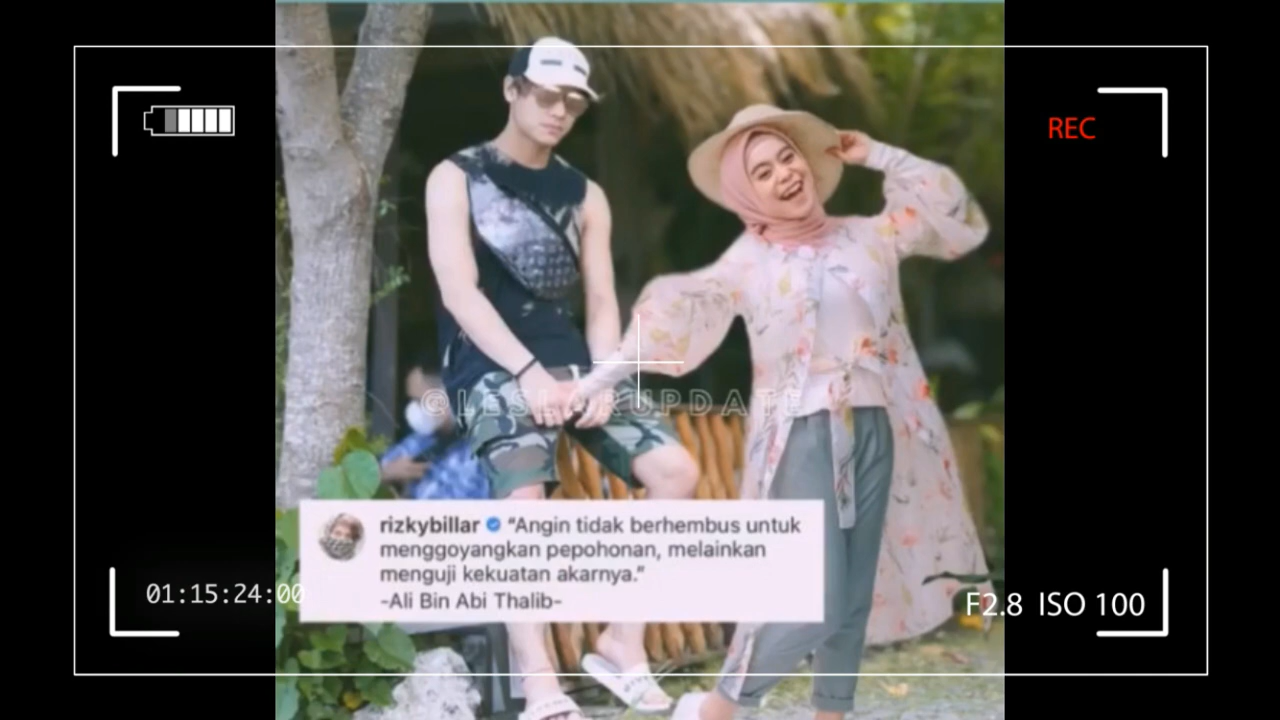 REC
@LESLARUPDATE
rizkybillar "Angin tidak berhembus untuk
menggoyangkan pepohonan, melainkan
menguji kekuatan akarnya."
-Ali Bin Abi Thalib-
01:15:24:00
F2.8 ISO 100